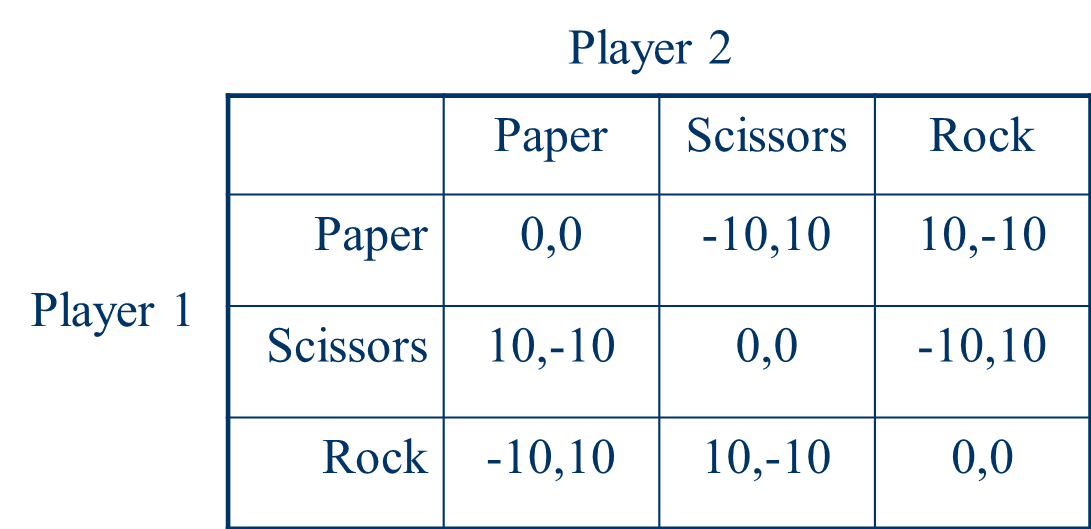 Player 2
Paper Scissors Rock
Paper 0,0 -10,10 10,-10
Player 1
Scissors 10,-10 0,0 -10,10
Rock -10,10 10,-10 0,0